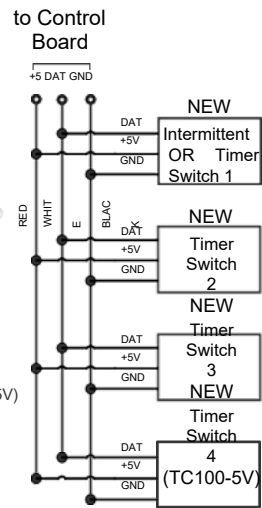 to Control
Board
+5 DAT GND
NEW
DAT
+5V
GND
Intermittent
OR Timer
Switch 1
RED
WHIT
E
BLAC
K
NEW
DAT
+5V
GND
Timer
Switch
2
NEW
DAT
+5V
GND
Timer
Switch
3
5V)
NEW
Timer
Switch
DAT
+5V
GND
4
(TC100-5V)